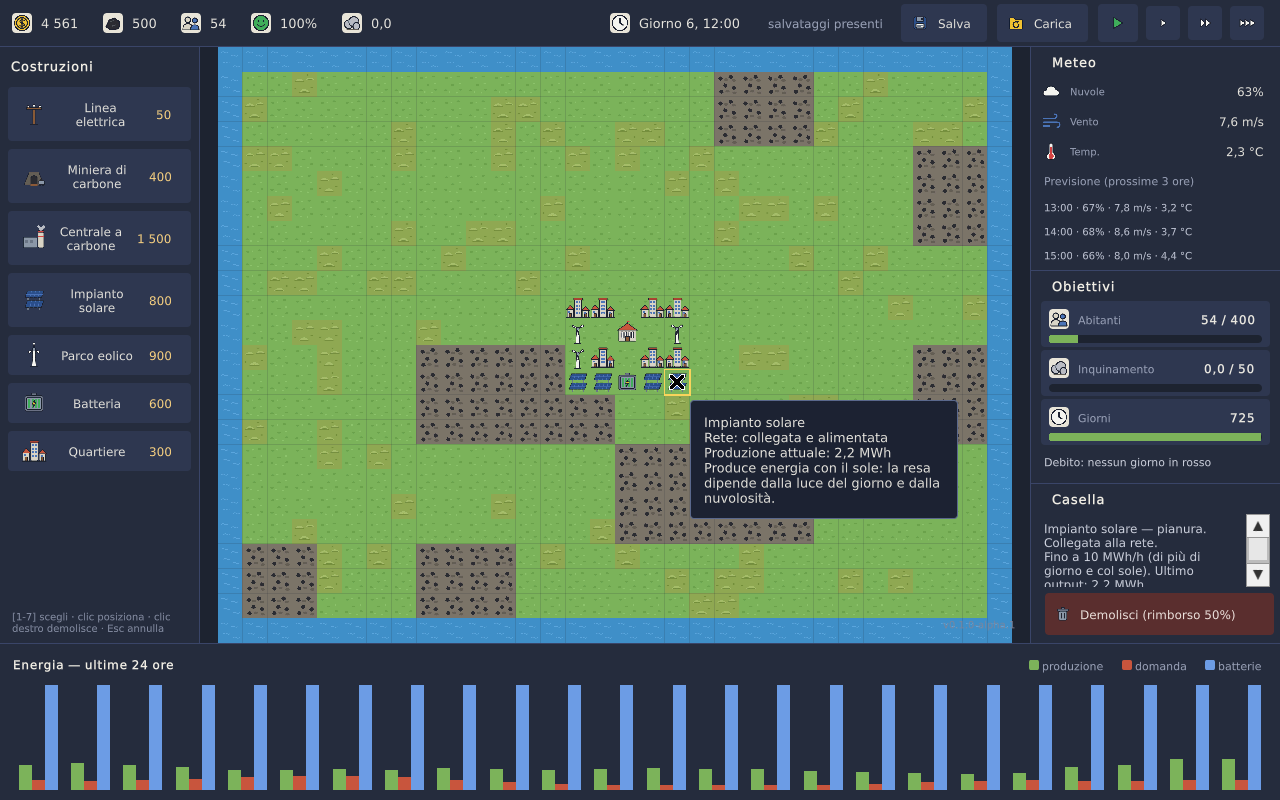 4 561
500
54
100%
0,0
Giorno 6, 12:00
salvataggi presenti
Salva
Carica
Costruzioni
Linea
elettrica
50
Miniera di
carbone
400
Centrale a
carbone
1 500
Impianto
solare
800
Parco eolico
900
Batteria
600
Quartiere
300
[1-7] scegli · clic posiziona · clic
destro demolisce · Esc annulla
Impianto solare
Rete: collegata e alimentata
Produzione attuale: 2,2 MWh
Produce energia con il sole: la resa
dipende dalla luce del giorno e dalla
nuvolosità.
Meteo
Nuvole
63%
Vento
7,6 m/s
Temp.
2,3 °C
Previsione (prossime 3 ore)
13:00 · 67% · 7,8 m/s · 3,2 °C
14:00 · 68% · 8,6 m/s · 3,7 °C
15:00 · 66% · 8,0 m/s · 4,4 °C
Obiettivi
Abitanti
54 / 400
Inquinamento
0,0 / 50
Giorni
725
Debito: nessun giorno in rosso
Casella
Impianto solare — pianura.
Collegata alla rete.
Fino a 10 MWh/h (di più di
giorno e col sole). Ultimo
output: 2,2 MWh
Demolisci (rimborso 50%)
Energia — ultime 24 ore
produzione
domanda
batterie